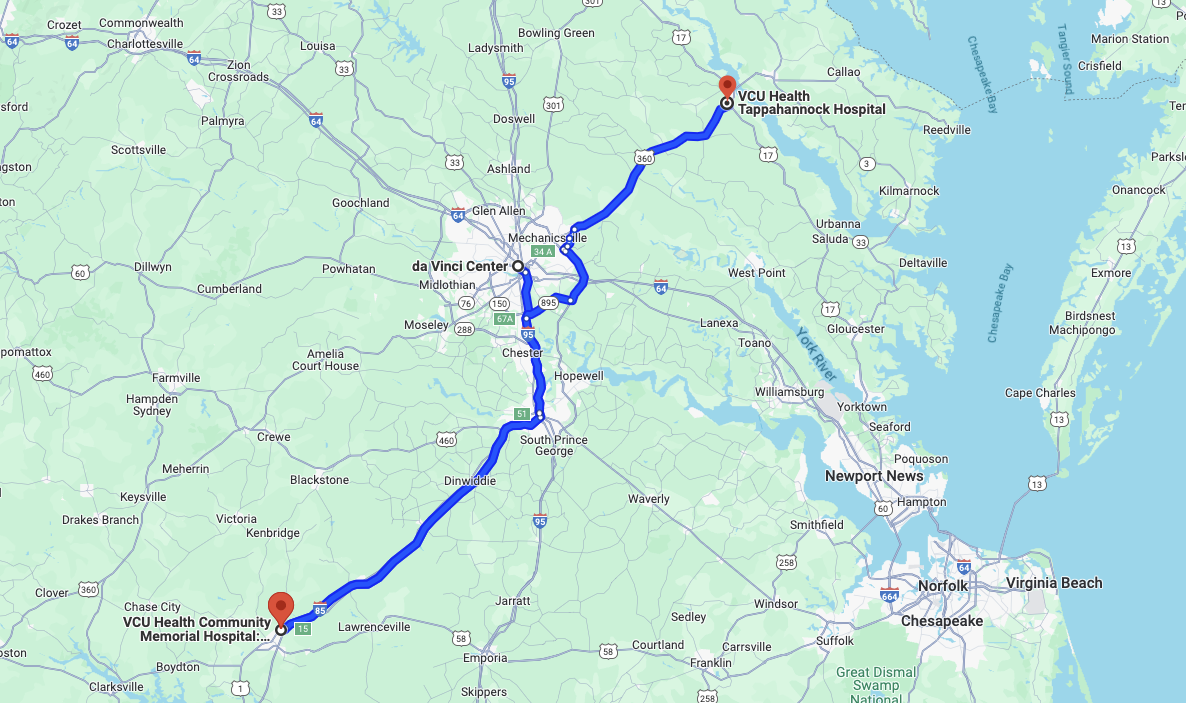 33
301
13
Crozet
Commonwealth
Bowling Green
17
Marion Station
64
64
Charlottesville
Louisa
Ladysmith
Tangier Sound
Chesapeake Bay
64
Zion
Crossroads
33
95
Callao
Crisfield
VCU Health
Tappahannock Hospital
301
Palmyra
64
Doswell
Reedville
Scottsville
360
17
33
Ashland
3
Onancock
Kilmarnock
Goochland
64
Glen Allen
Urbanna
Saluda
33
Mechanicsville
34 A
13
Deltaville
60
Dillwyn
Powhatan
da Vinci Center
West Point
Exmore
Midlothian
64
Cumberland
76
150
895
17
Chesapeake Bay
Birdsnest
Machipongo
67A
Moseley
288
95
Lanexa
York River
Gloucester
Toano
Chester
Amelia
Court House
460
Farmville
Hopewell
Williamsburg
Cape Charles
Hampden
Sydney
51
Yorktown
13
Crewe
460
South Prince
George
Seaford
Meherrin
Poquoson
Blackstone
Dinwiddie
Newport News
13
Keysville
Waverly
Hampton
60
Drakes Branch
Victoria
95
Smithfield
Kenbridge
258
64
Norfolk
Virginia Beach
Clover
360
664
Chase City
85
Jarratt
Windsor
VCU Health Community
Memorial Hospital:...
15
Lawrenceville
Sedley
Chesapeake
58
Courtland
Carrsville
Suffolk
58
Boydton
Emporia
Franklin
Great Dismal
Swamp
National
Clarksville
1
Skippers
258